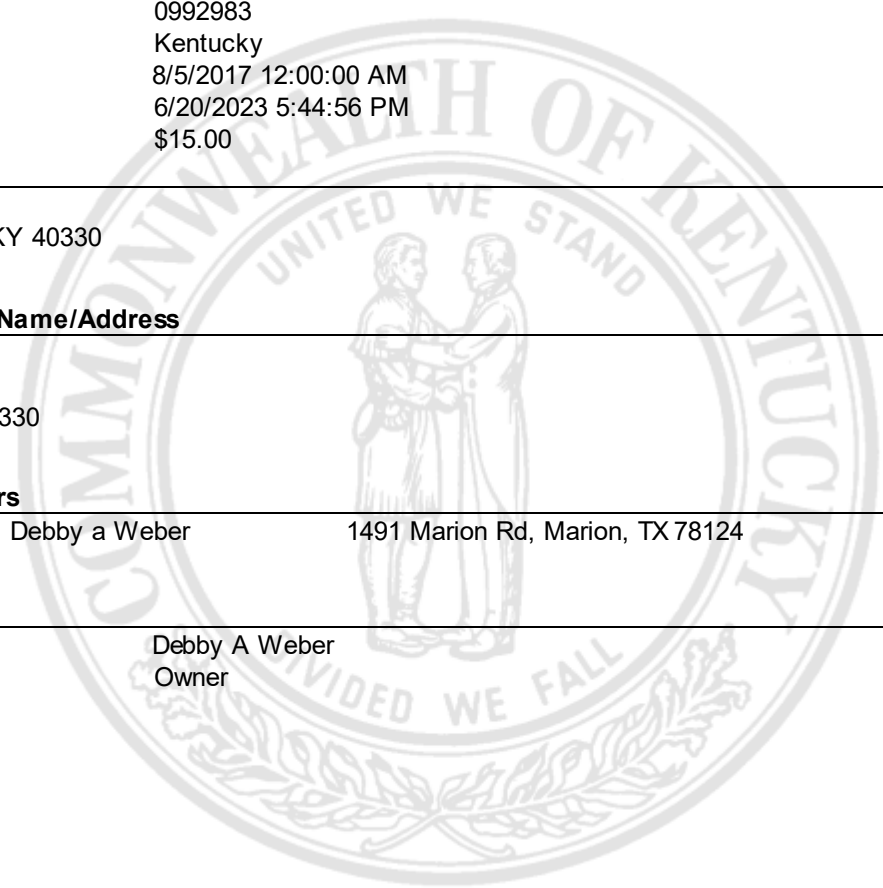 0992983
Kentucky
8/5/2017 12:00:00 AM
6/20/2023 5:44:56 PM
$15.00
KY 40330
Name/Address
330
rs
Debby a Weber 1491 Marion Rd, Marion, TX 78124
Debby A Weber
Owner
COMMONWEALTH OF KENTUCKY
UNITED WE STAND
DIVIDED WE FALL